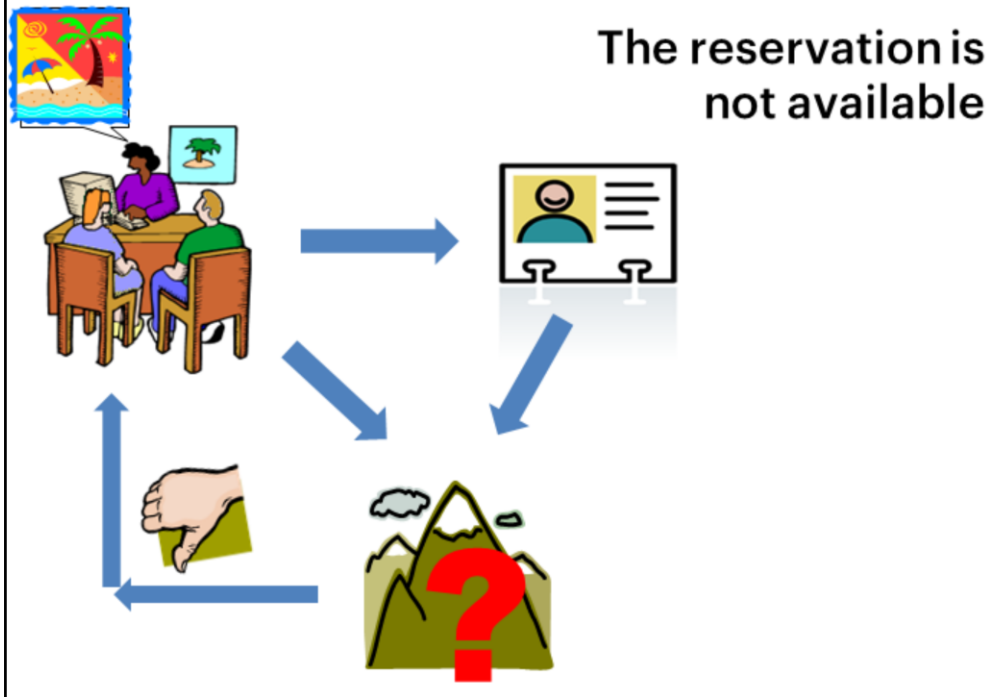 The reservation is
not available
?